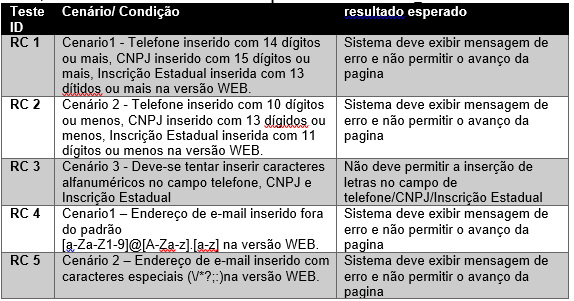 Teste ID Cenário/ Condição resultado esperado
RC 1 Cenario1 - Telefone inserido com 14 dígitos Sistema deve exibir mensagem de
ou mais, CNPJ inserido com 15 dígitos ou erro e não permitir o avanço da
mais, Inscrição Estadual inserida com 13 pagina
dítidos ou mais na versão WEB.
RC 2 Cenário 2 - Telefone inserido com 10 dígitos Sistema deve exibir mensagem de
ou menos, CNPJ inserido com 13 dígidos ou erro e não permitir o avanço da
menos, Inscrição Estadual inserida com 11 pagina
dígitos ou menos na versão WEB.
RC 3 Cenário 3 - Deve-se tentar inserir caracteres Não deve permitir a inserção de
alfanuméricos no campo telefone, CNPJ e letras no campo de
Inscrição Estadual telefone/CNPJ/Inscrição Estadual
RC 4 Cenario1 – Endereço de e-mail inserido fora Sistema deve exibir mensagem de
do padrão erro e não permitir o avanço da
[a-Za-Z1-9]@[A-Za-z].[a-z] na versão WEB. pagina
RC 5 Cenário 2 – Endereço de e-mail inserido com Sistema deve exibir mensagem de
caracteres especiais (\/*?;:)na versão WEB. erro e não permitir o avanço da
pagina